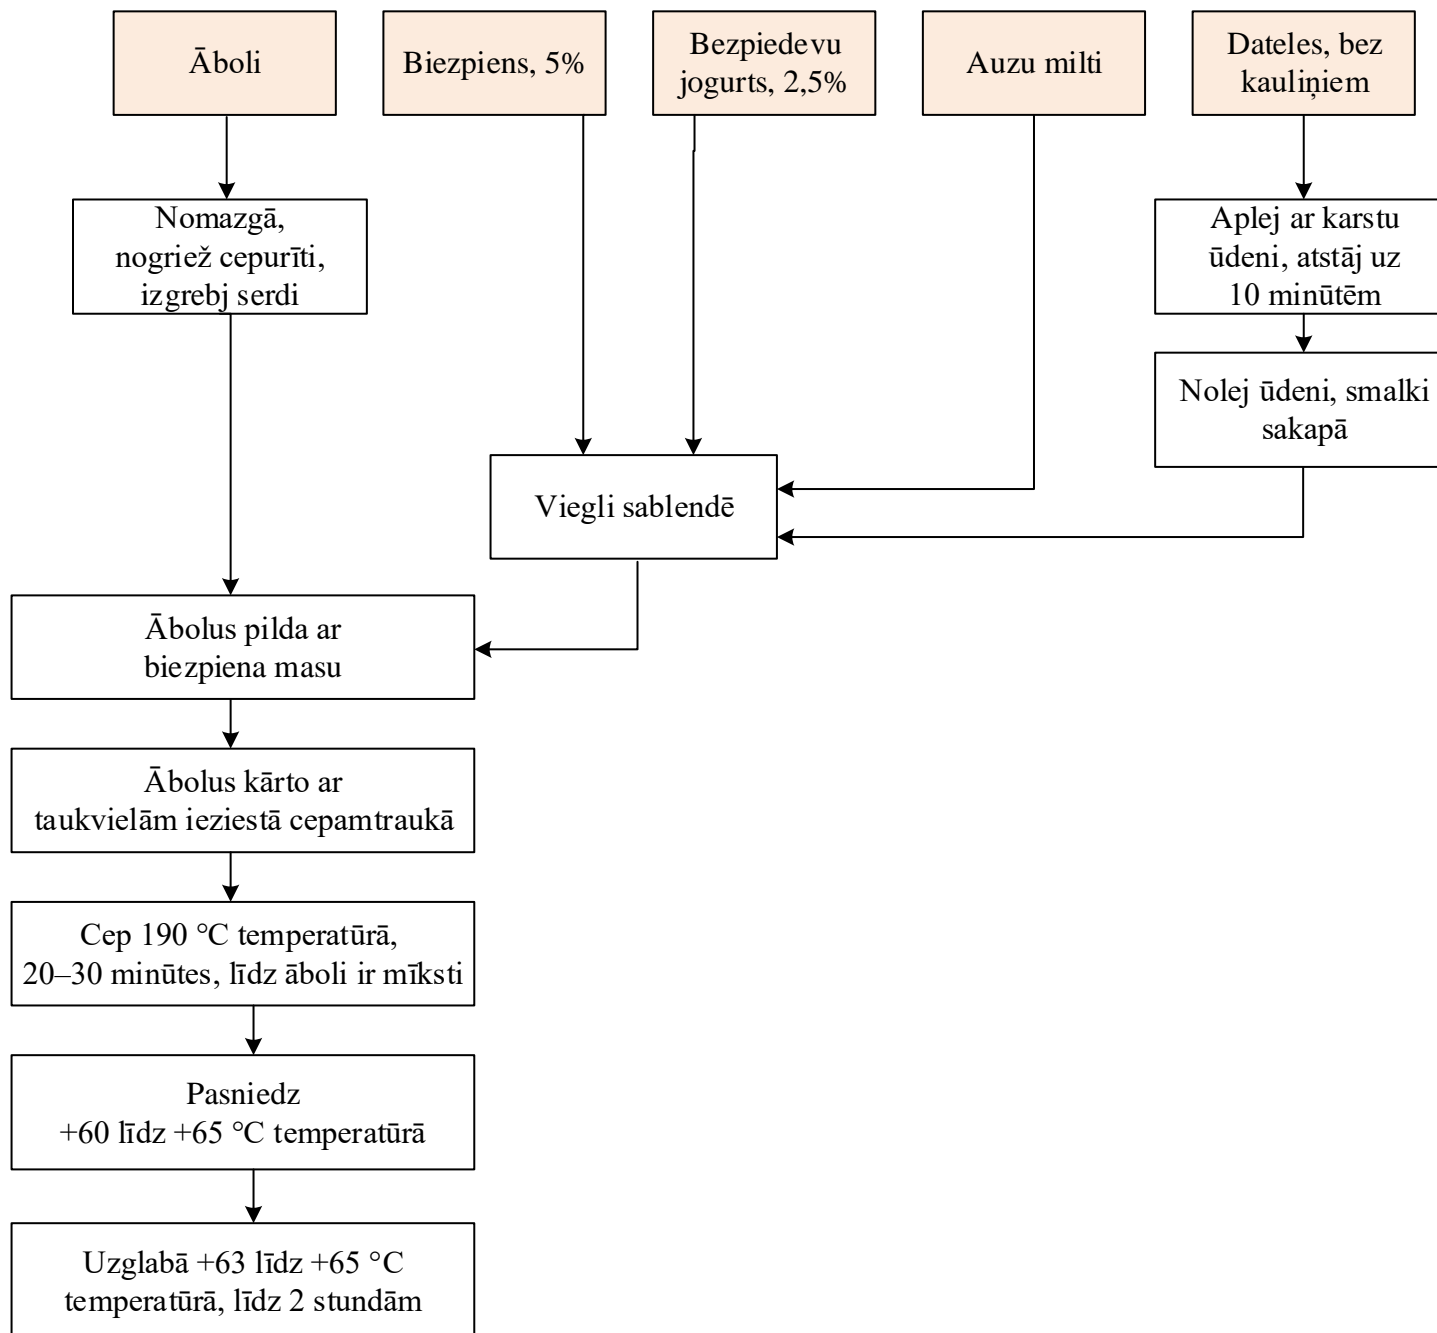 Āboli
Biezpiens, 5%
Bezpiedevu
jogurts, 2,5%
Auzu milti
Dateles, bez
kauliņiem
Nomazgā,
nogriež cepurīti,
izgrebj serdi
Aplej ar karstu
ūdeni, atstāj uz
10 minūtēm
Nolej ūdeni, smalki
sakapā
Viegli sablendē
Ābolus pilda ar
biezpiena masu
Ābolus kārto ar
taukvielām ieziestā cepamtraukā
Cep 190 °C temperatūrā,
20–30 minūtes, līdz āboli ir mīksti
Pasniedz
+60 līdz +65 °C temperatūrā
Uzglabā +63 līdz +65 °C
temperatūrā, līdz 2 stundām